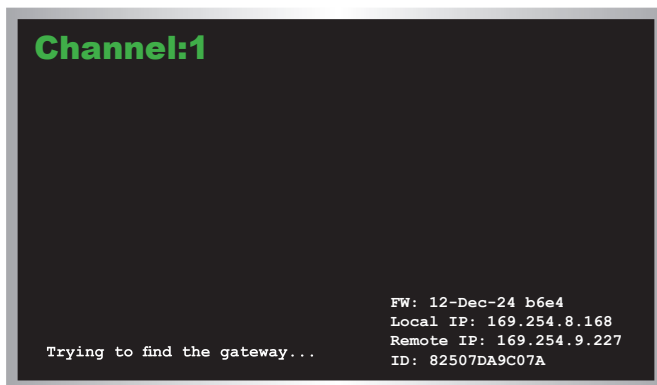 Channel:1
FW: 12-Dec-24 b6e4
Local IP: 169.254.8.168
Remote IP: 169.254.9.227
Trying to find the gateway...
ID: 82507DA9C07A